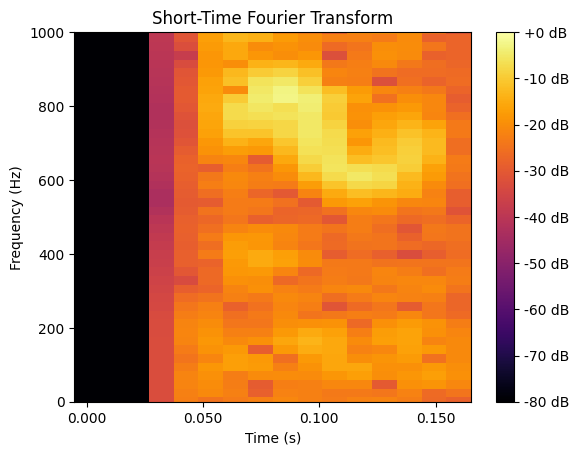 Short-Time Fourier Transform
1000
800
600
400
200
0
Frequency (Hz)
0.000
0.050
0.100
0.150
Time (s)
+0 dB
-10 dB
-20 dB
-30 dB
-40 dB
-50 dB
-60 dB
-70 dB
-80 dB